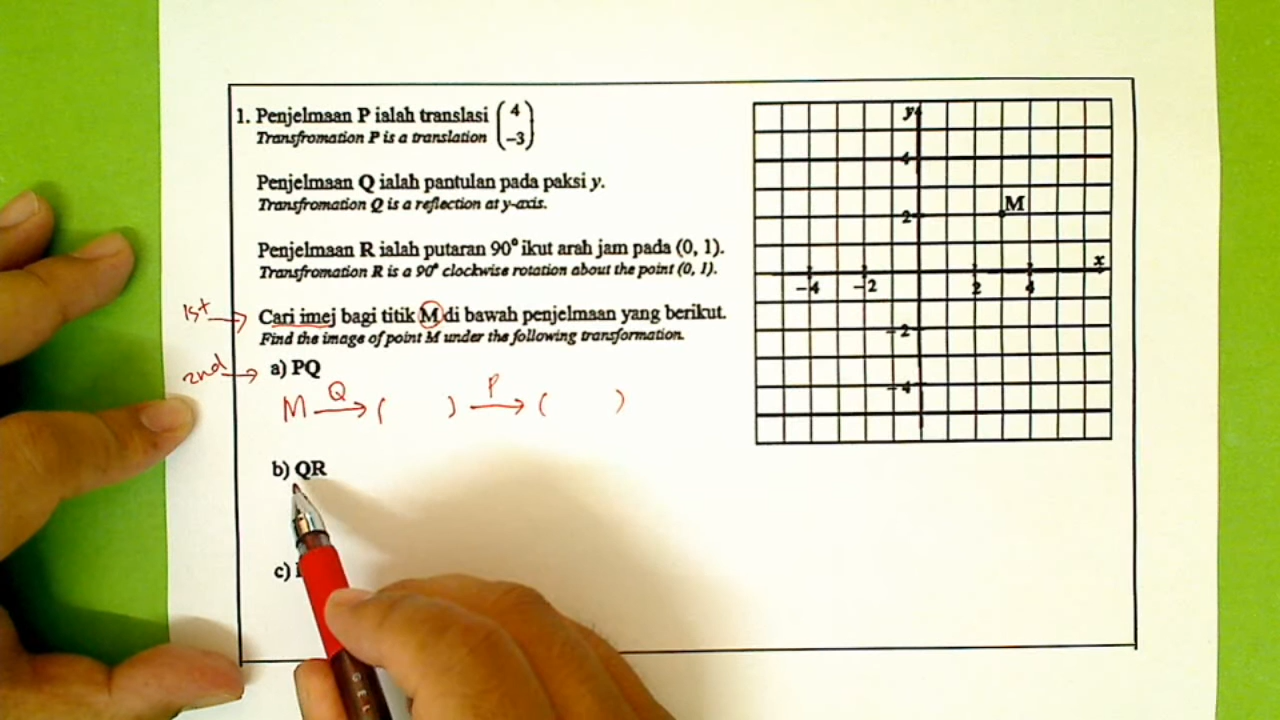 1. Penjelmaan P ialah translasi (4
-3)
Transfromation P is a translation
Penjelmaan Q ialah pantulan pada paksi y.
Transfromation Q is a reflection at y-axis.
Penjelmaan R ialah putaran 90° ikut arah jam pada (0, 1).
Transfromation R is a 90° clockwise rotation about the point (0, 1).
1st → Cari imej bagi titik M di bawah penjelmaan yang berikut.
Find the image of point M under the following transformation.
2nd → a) PQ
M Q→ ( ) P→ ( )
b) QR
c)
y
4
M
2
x
-4 -2 2 4
-2
-4
GEL